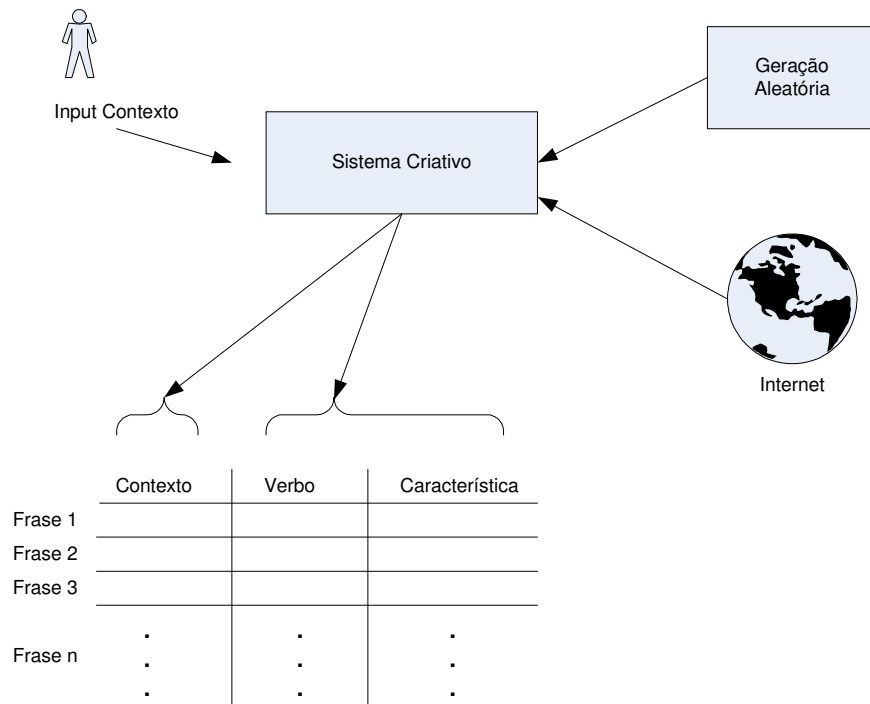 Input Contexto
Geração
Aleatória
Sistema Criativo
Internet
Contexto Verbo Característica
Frase 1
Frase 2
Frase 3
Frase n